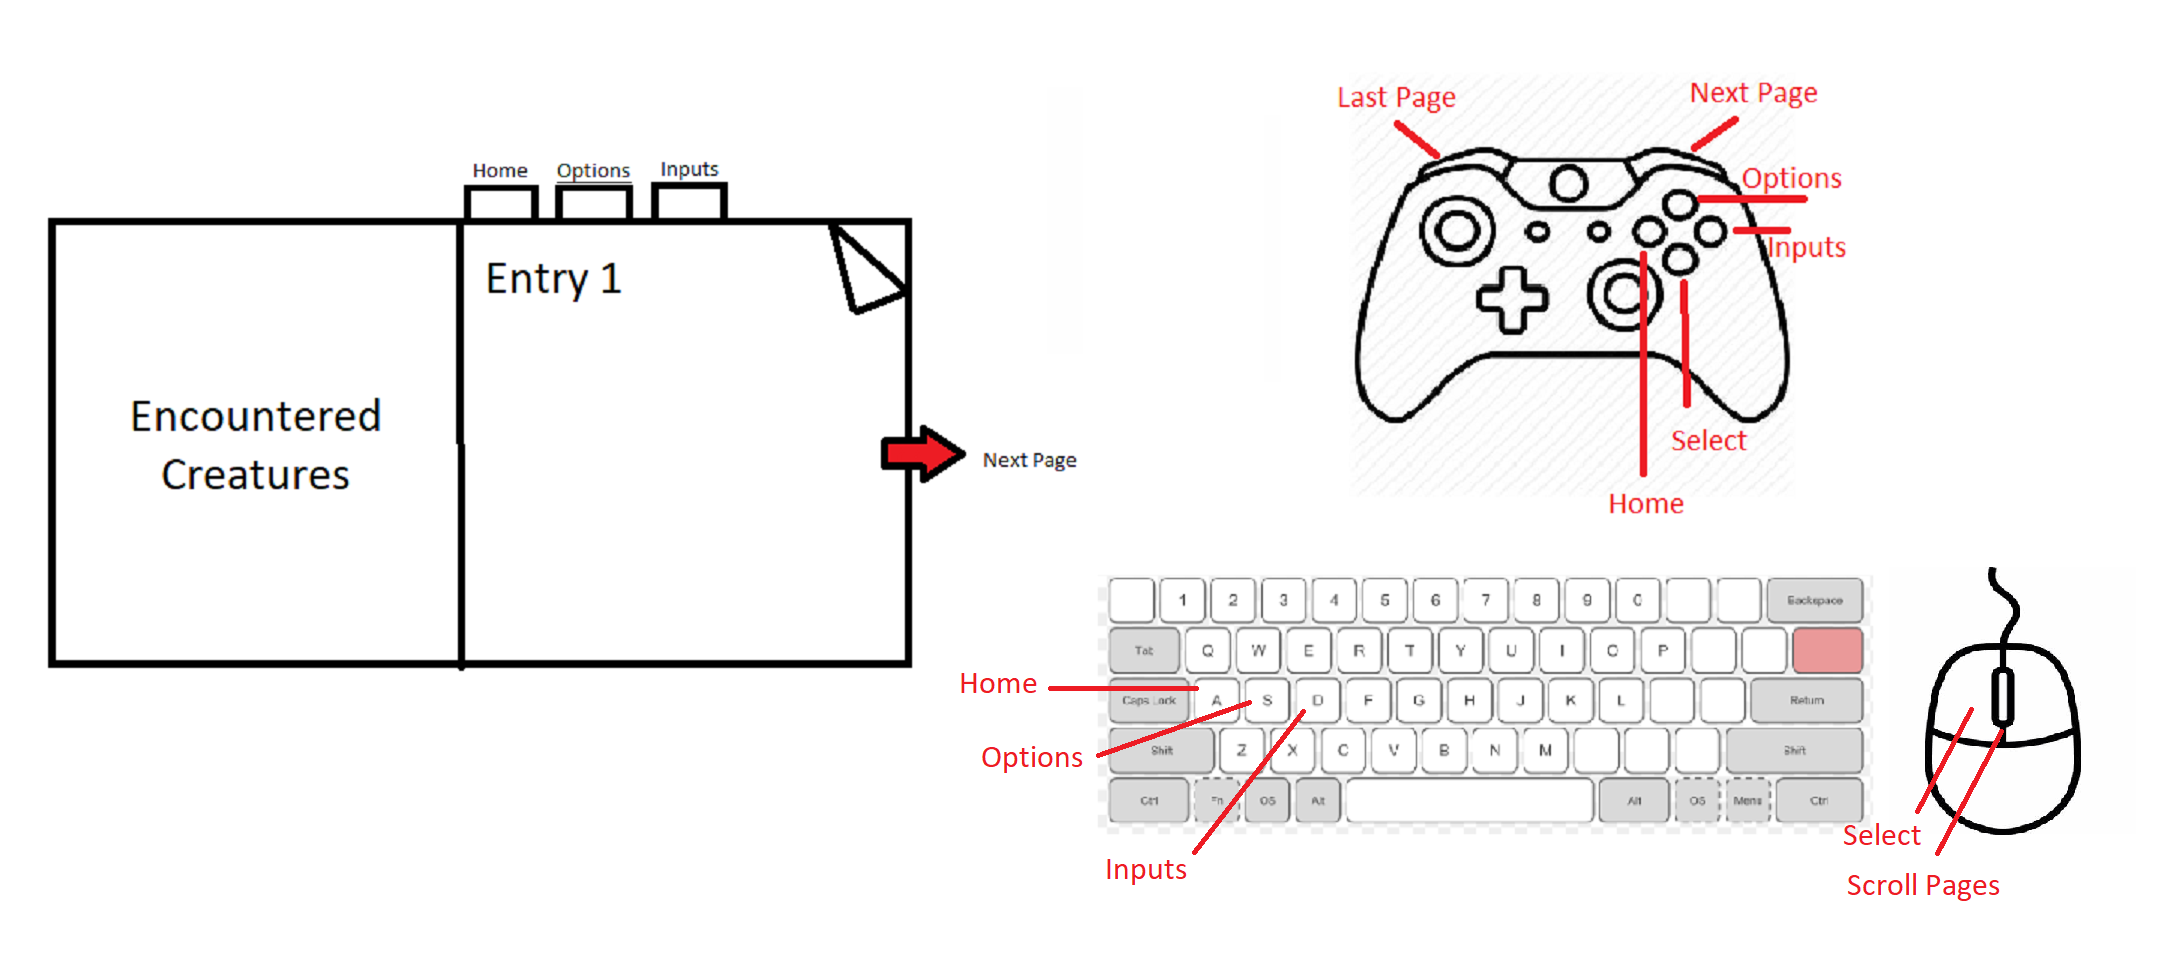 Home
Options
Inputs
Entry 1
Encountered
Creatures
Next Page
Last Page
Next Page
Options
Inputs
Select
Home
1 2 3 4 5 6 7 8 9 0 Backspace
Tab Q W E R T Y U I O P
Caps Lock A S D F G H J K L Return
Shift Z X C V B N M Shift
Ctrl Fn OS Alt Alt OS Menu Ctrl
Home
Options
Inputs
Select
Scroll Pages